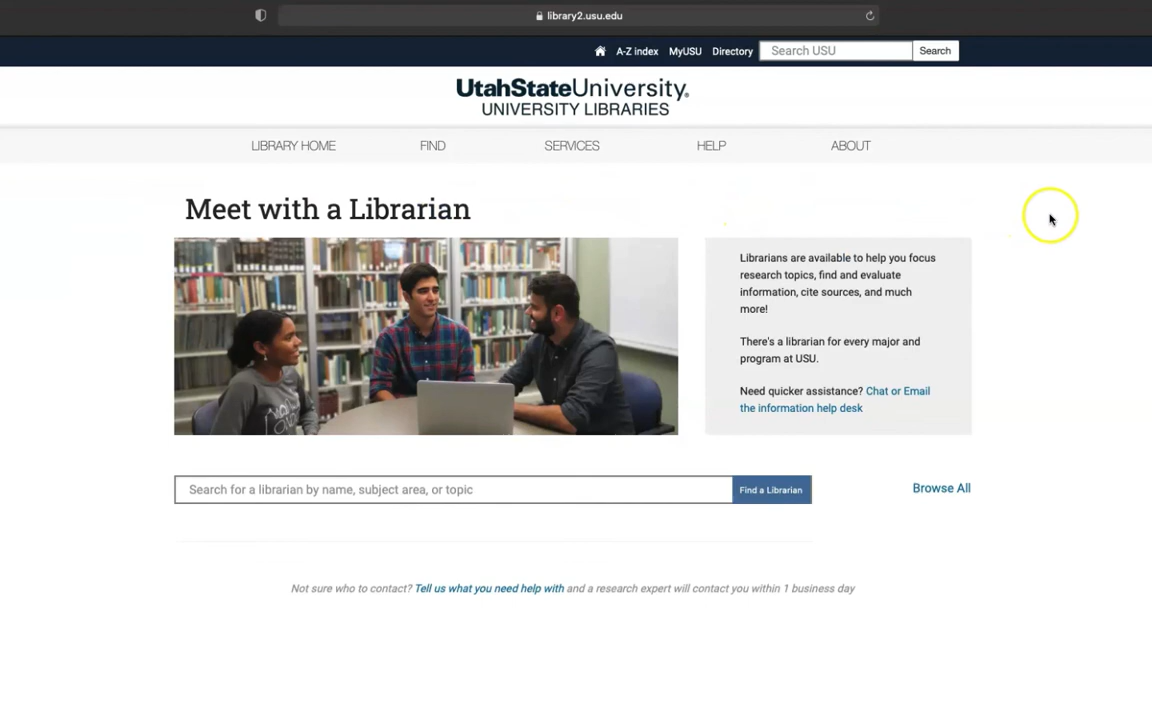 library2.usu.edu
A-Z index MyUSU Directory Search USU Search
UtahStateUniversity®
UNIVERSITY LIBRARIES
LIBRARY HOME FIND SERVICES HELP ABOUT
Meet with a Librarian
Librarians are available to help you focus
research topics, find and evaluate
information, cite sources, and much
more!
There's a librarian for every major and
program at USU.
Need quicker assistance? Chat or Email
the information help desk
Search for a librarian by name, subject area, or topic Find a Librarian Browse All
Not sure who to contact? Tell us what you need help with and a research expert will contact you within 1 business day